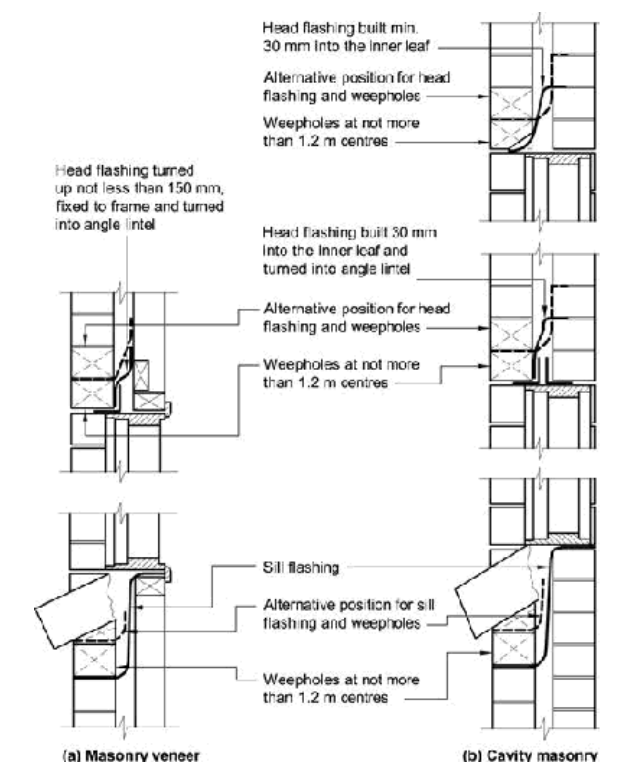 Head flashing built min.
30 mm into the inner leaf
Alternative position for head
flashing and weepholes
Weepholes at not more
than 1.2 m centres
Head flashing turned
up not less than 150 mm,
fixed to frame and turned
into angle lintel
Head flashing built 30 mm
into the inner leaf and
turned into angle lintel
Alternative position for head
flashing and weepholes
Weepholes at not more
than 1.2 m centres
Sill flashing
Alternative position for sill
flashing and weepholes
Weepholes at not more
than 1.2 m centres
(a) Masonry veneer
(b) Cavity masonry